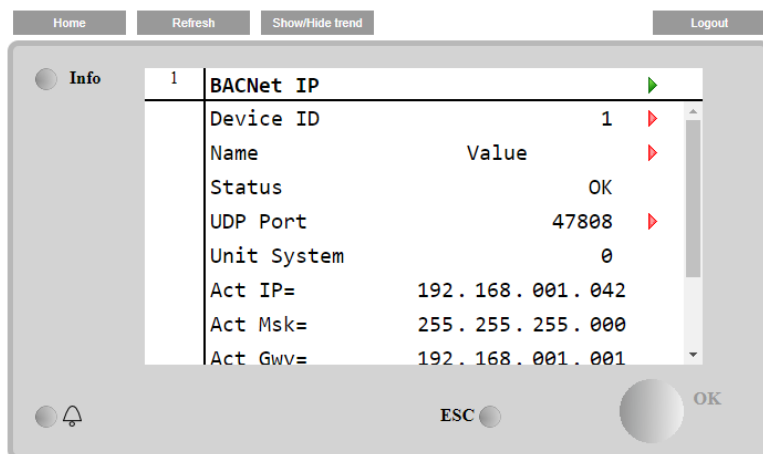 Home Refresh Show/Hide trend Logout
Info
1 BACNet IP
Device ID 1
Name Value
Status OK
UDP Port 47808
Unit System 0
Act IP= 192.168.001.042
Act Msk= 255.255.255.000
Act Gwy= 192.168.001.001
ESC
OK